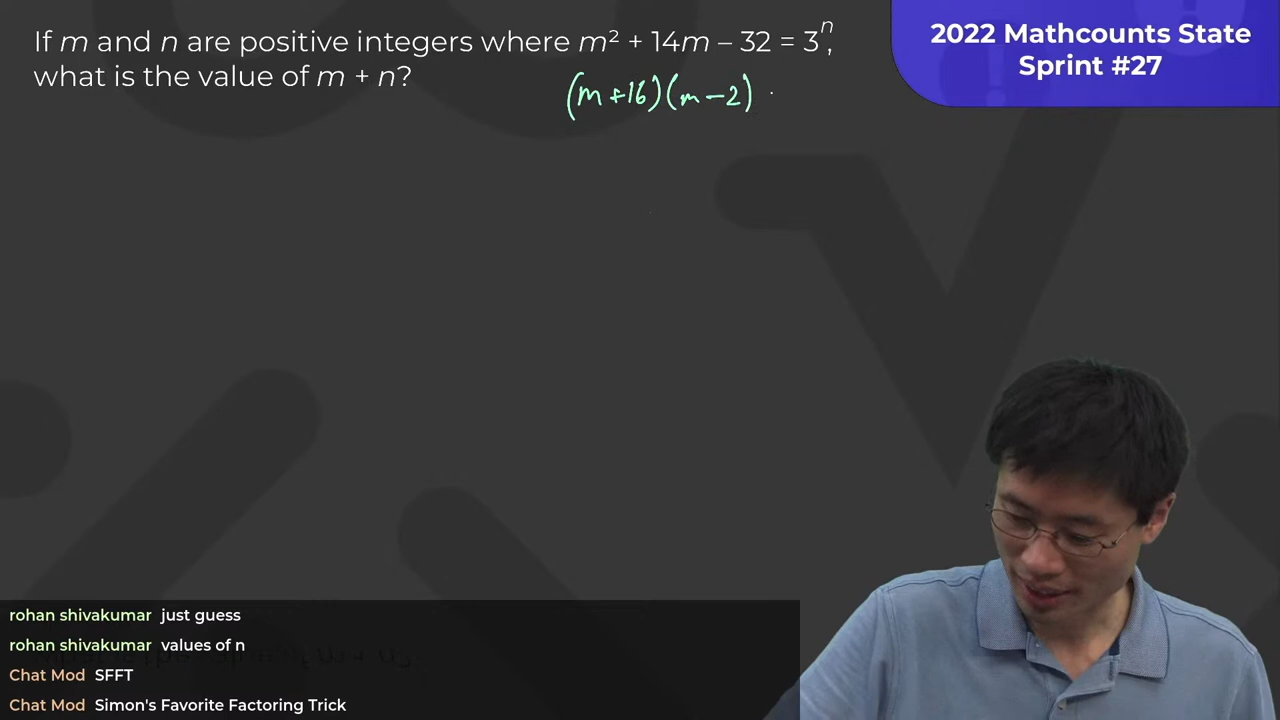 If m and n are positive integers where m² + 14m – 32 = 3ⁿ,
what is the value of m + n?
(m+16)(m-2)
2022 Mathcounts State
Sprint #27
rohan shivakumar just guess
rohan shivakumar values of n
Chat Mod SFFT
Chat Mod Simon's Favorite Factoring Trick